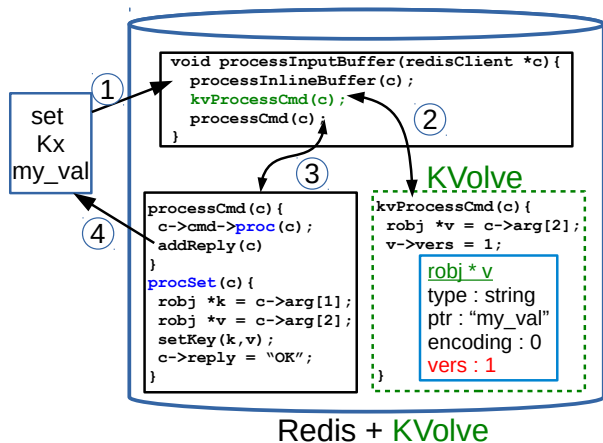 void processInputBuffer(redisClient *c){
processInlineBuffer(c);
kvProcessCmd(c);
processCmd(c);
}
1
set
Kx
my_val
2
3
4
KVolve
processCmd(c){
c->cmd->proc(c);
addReply(c)
}
procSet(c){
robj *k = c->arg[1];
robj *v = c->arg[2];
setKey(k,v);
c->reply = “OK”;
}
kvProcessCmd(c){
robj *v = c->arg[2];
v->vers = 1;
robj * v
type : string
ptr : “my_val”
encoding : 0
vers : 1
}
Redis + KVolve